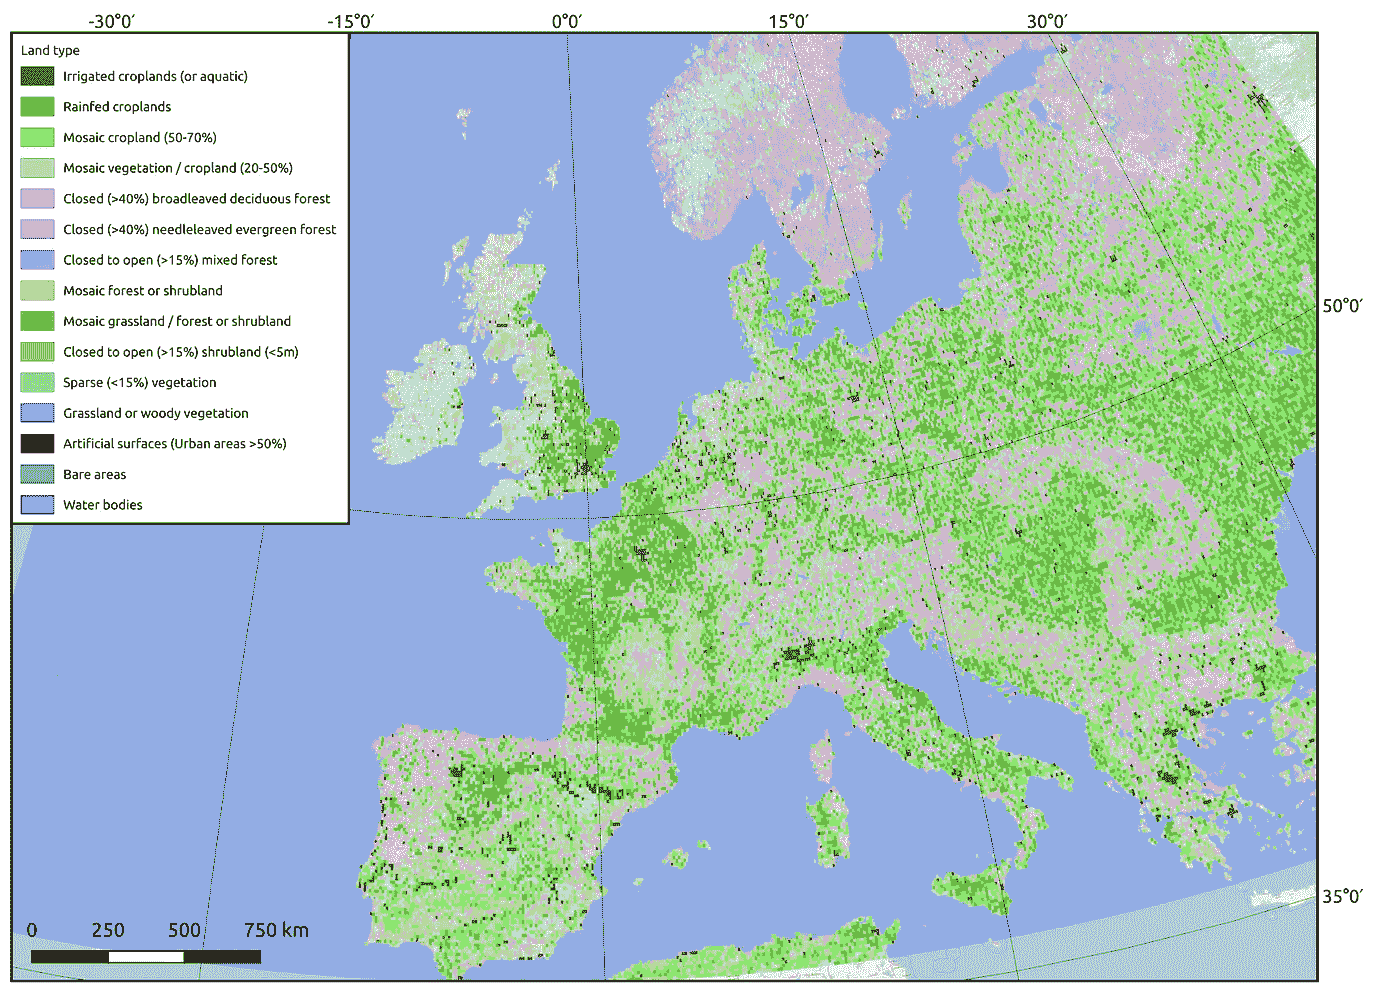 -30°0′ -15°0′ 0°0′ 15°0′ 30°0′
Land type
Irrigated croplands (or aquatic)
Rainfed croplands
Mosaic cropland (50-70%)
Mosaic vegetation / cropland (20-50%)
Closed (>40%) broadleaved deciduous forest
Closed (>40%) needleleaved evergreen forest
Closed to open (>15%) mixed forest
Mosaic forest or shrubland
Mosaic grassland / forest or shrubland
Closed to open (>15%) shrubland (<5m)
Sparse (<15%) vegetation
Grassland or woody vegetation
Artificial surfaces (Urban areas >50%)
Bare areas
Water bodies
50°0′
35°0′
0 250 500 750 km